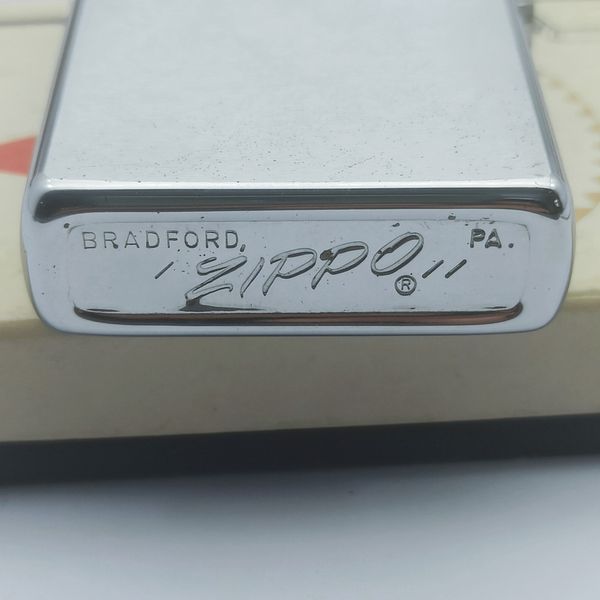 BRADFORD, PA.
/ ZIPPO® //